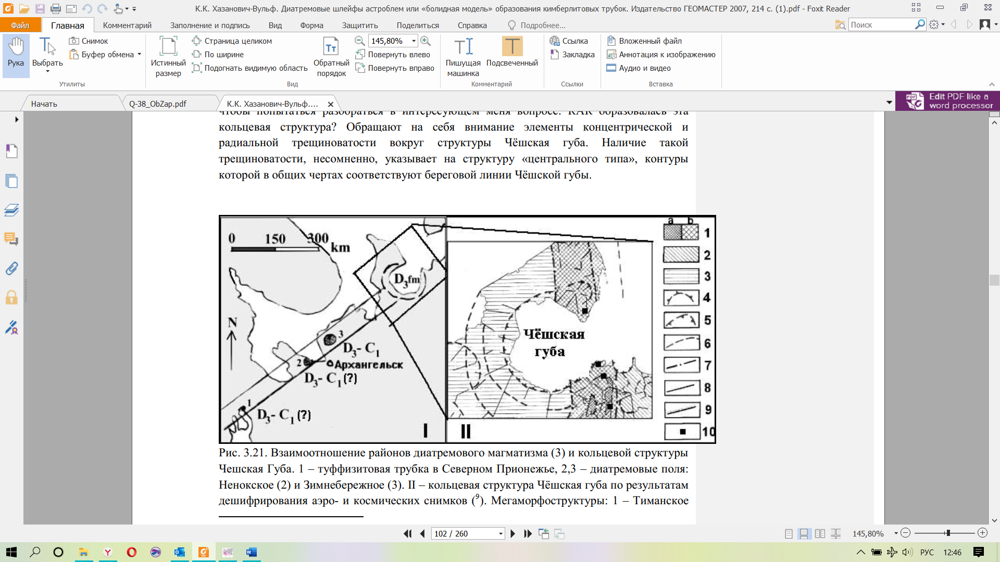 К.К. Хазанович-Вульф. Диатремовые шлейфы астроблем или «болидная модель» образования кимберлитовых трубок. Издательство ГЕОМАСТЕР 2007, 214 с. (1).pdf - Foxit Reader
Файл Главная Комментарий Заполнение и подпись Вид Форма Защитить Поделиться Справка Подробнее... Поиск
Рука
Выбрать
Снимок
Буфер обмена
Утилиты
Истинный
размер
Страница целиком
По ширине
Подогнать видимую область
Обратный
порядок
145,80%
Повернуть влево
Повернуть вправо
Вид
Пишущая
машинка
Подсвеченный
Комментарий
Ссылка
Закладка
Ссылки
Вложенный файл
Аннотация к изображению
Аудио и видео
Вставка
Начать
Q-38_ObZap.pdf
К.К. Хазанович-Вульф....
Edit PDF like a
word processor
чтобы попытаться разобраться в интересующем меня вопросе: КАК образовалась эта
кольцевая структура? Обращают на себя внимание элементы концентрической и
радиальной трещиноватости вокруг структуры Чёшская губа. Наличие такой
трещиноватости, несомненно, указывает на структуру «центрального типа», контуры
которой в общих чертах соответствуют береговой линии Чёшской губы.
0 150 300
km
D3fm
N
3
D3- C1
2
Архангельск
D3- C1(?)
1
D3- C1(?)
I
Чёшская
губа
II
a b
1
2
3
4
5
6
7
8
9
10
Рис. 3.21. Взаимоотношение районов диатремового магматизма (3) и кольцевой структуры
Чешская Губа. 1 – туффизитовая трубка в Северном Прионежье, 2,3 – диатремовые поля:
Ненокское (2) и Зимнебережное (3). II – кольцевая структура Чёшская губа по результатам
дешифрирования аэро- и космических снимков (9). Мегаморфоструктуры: 1 – Тиманское
102 / 260
145,80%
РУС 12:46